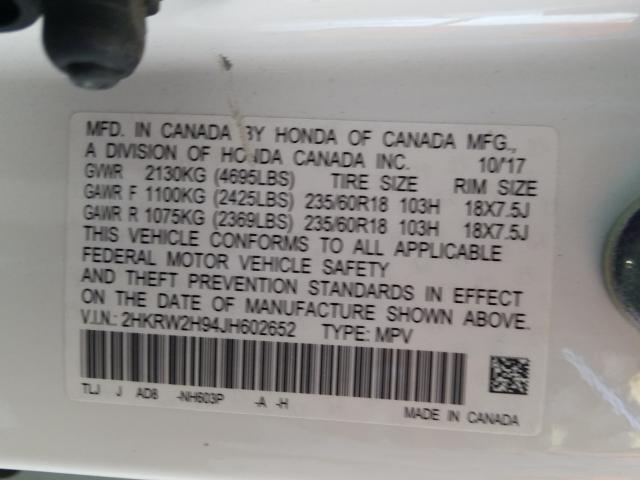 MFD. IN CANADA BY HONDA OF CANADA MFG.,
A DIVISION OF HONDA CANADA INC. 10/17
GVWR 2130KG (4695LBS) TIRE SIZE RIM SIZE
GAWR F 1100KG (2425LBS) 235/60R18 103H 18X7.5J
GAWR R 1075KG (2369LBS) 235/60R18 103H 18X7.5J
THIS VEHICLE CONFORMS TO ALL APPLICABLE
FEDERAL MOTOR VEHICLE SAFETY
AND THEFT PREVENTION STANDARDS IN EFFECT
ON THE DATE OF MANUFACTURE SHOWN ABOVE.
V.I.N.: 2HKRW2H94JH602652 TYPE: MPV
TLJ J AD8 -NH603P -A -H
MADE IN CANADA